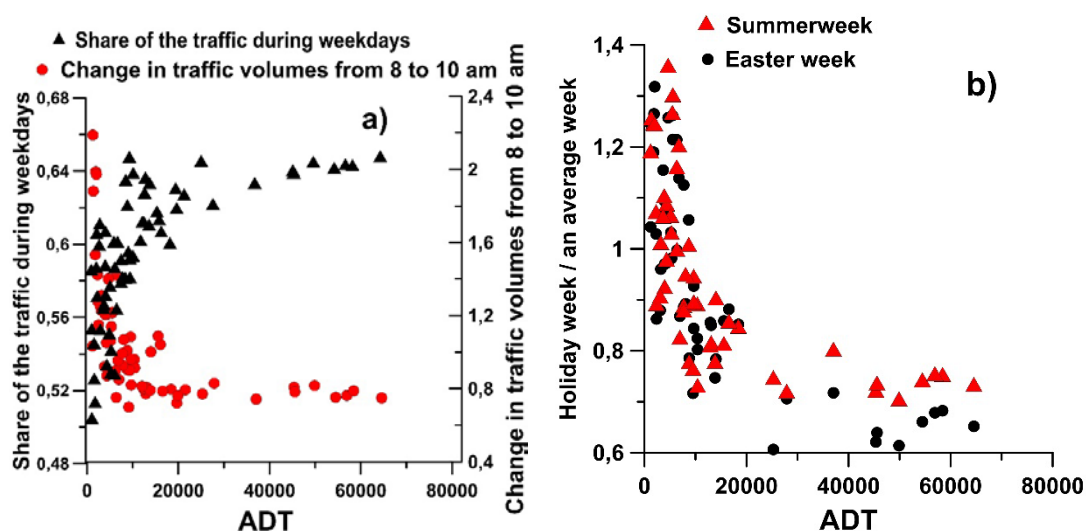 Share of the traffic during weekdays
Change in traffic volumes from 8 to 10 am
a)
Share of the traffic during weekdays
0,68
0,64
0,6
0,56
0,52
0,48
Change in traffic volumes from 8 to 10 am
2,4
2
1,6
1,2
0,8
0,4
0 20000 40000 60000 80000
ADT
Summerweek
Easter week
b)
Holiday week / an average week
1,4
1,2
1
0,8
0,6
0 20000 40000 60000 80000
ADT